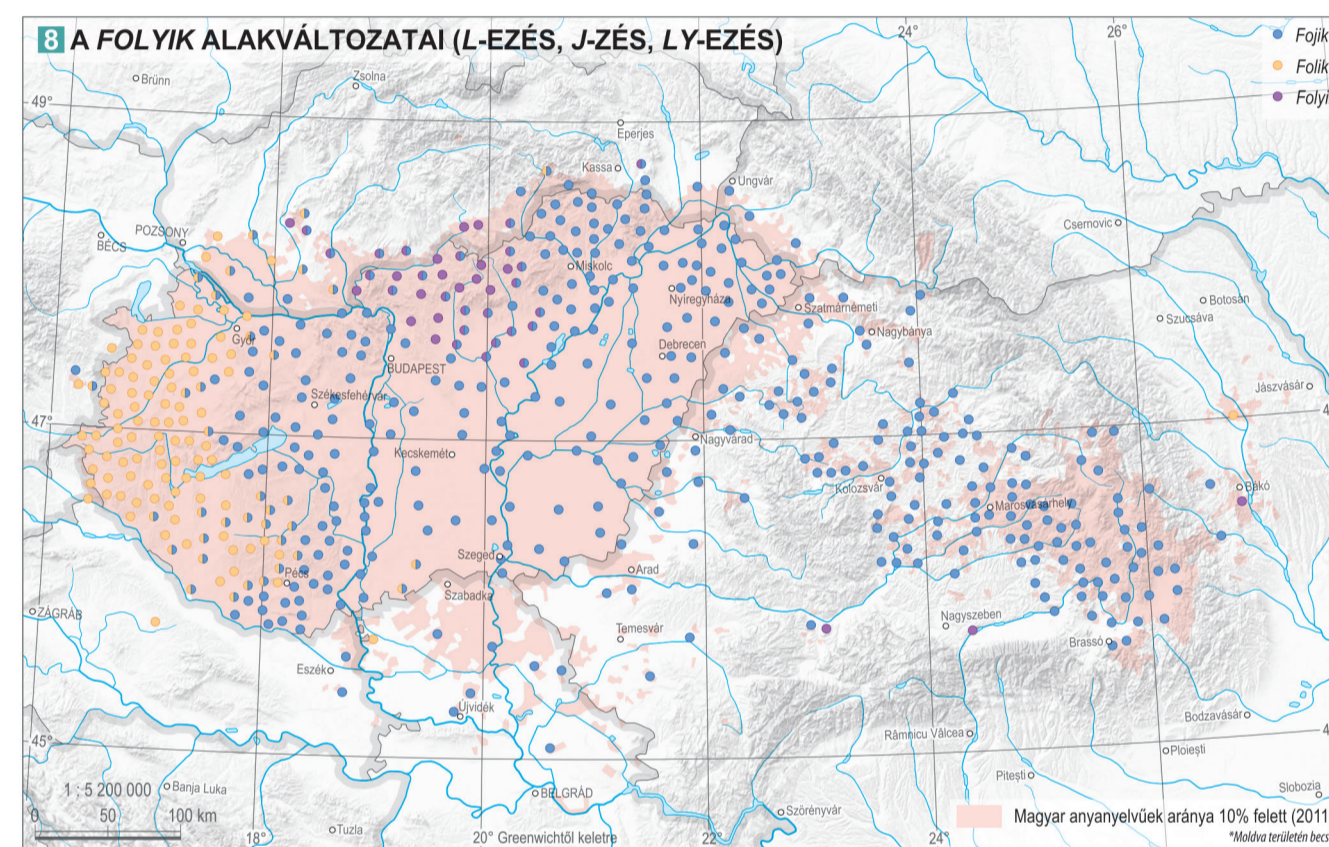 8 A FOLYIK ALAKVÁLTOZATAI (L-EZÉS, J-ZÉS, LY-EZÉS)
24°
26°
Fojik
Folik
Folyi
Brünn
Zsolna
49°
Eperjes
Kassa
Ungvár
Csernovic
POZSONY
BÉCS
Miskolc
Nyíregyháza
Szatmárnémeti
Botosán
Szucsáva
Győr
Nagybánya
BUDAPEST
Debrecen
Jászvásár
Székesfehérvár
47°
4
Nagyvárad
Kecskemét
Kolozsvár
Bákó
Marosvásárhely
Szeged
Pécs
Arad
Szabadka
ZÁGRÁB
Nagyszeben
Temesvár
Brassó
Eszék
Újvidék
Bodzavásár
45°
Râmnicu Vâlcea
4
Ploiești
Pitești
1 : 5 200 000
Banja Luka
BELGRÁD
Slobozia
0 50 100 km
Szörényvár
Magyar anyanyelvűek aránya 10% felett (2011
*Moldva területén becs
18°
Tuzla
20° Greenwichtől keletre
22°
24°